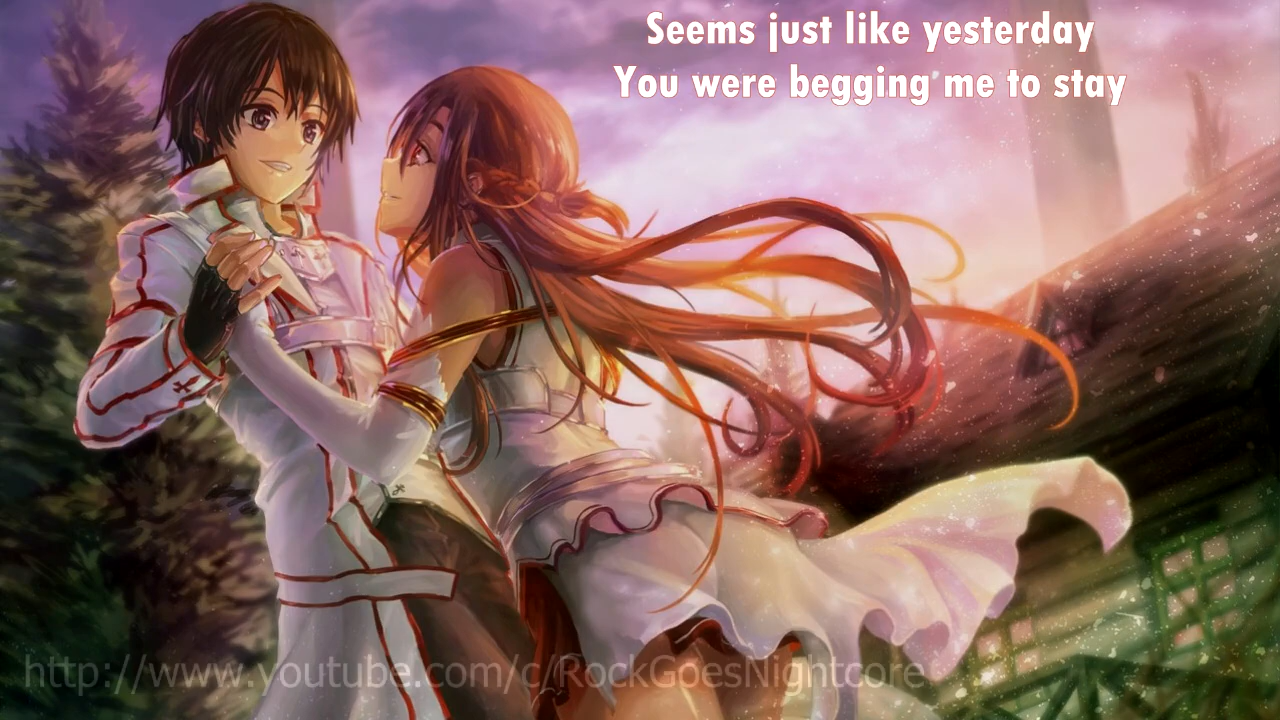 Seems just like yesterday
You were begging me to stay
http://www.youtube.com/c/RockGoesNightcore